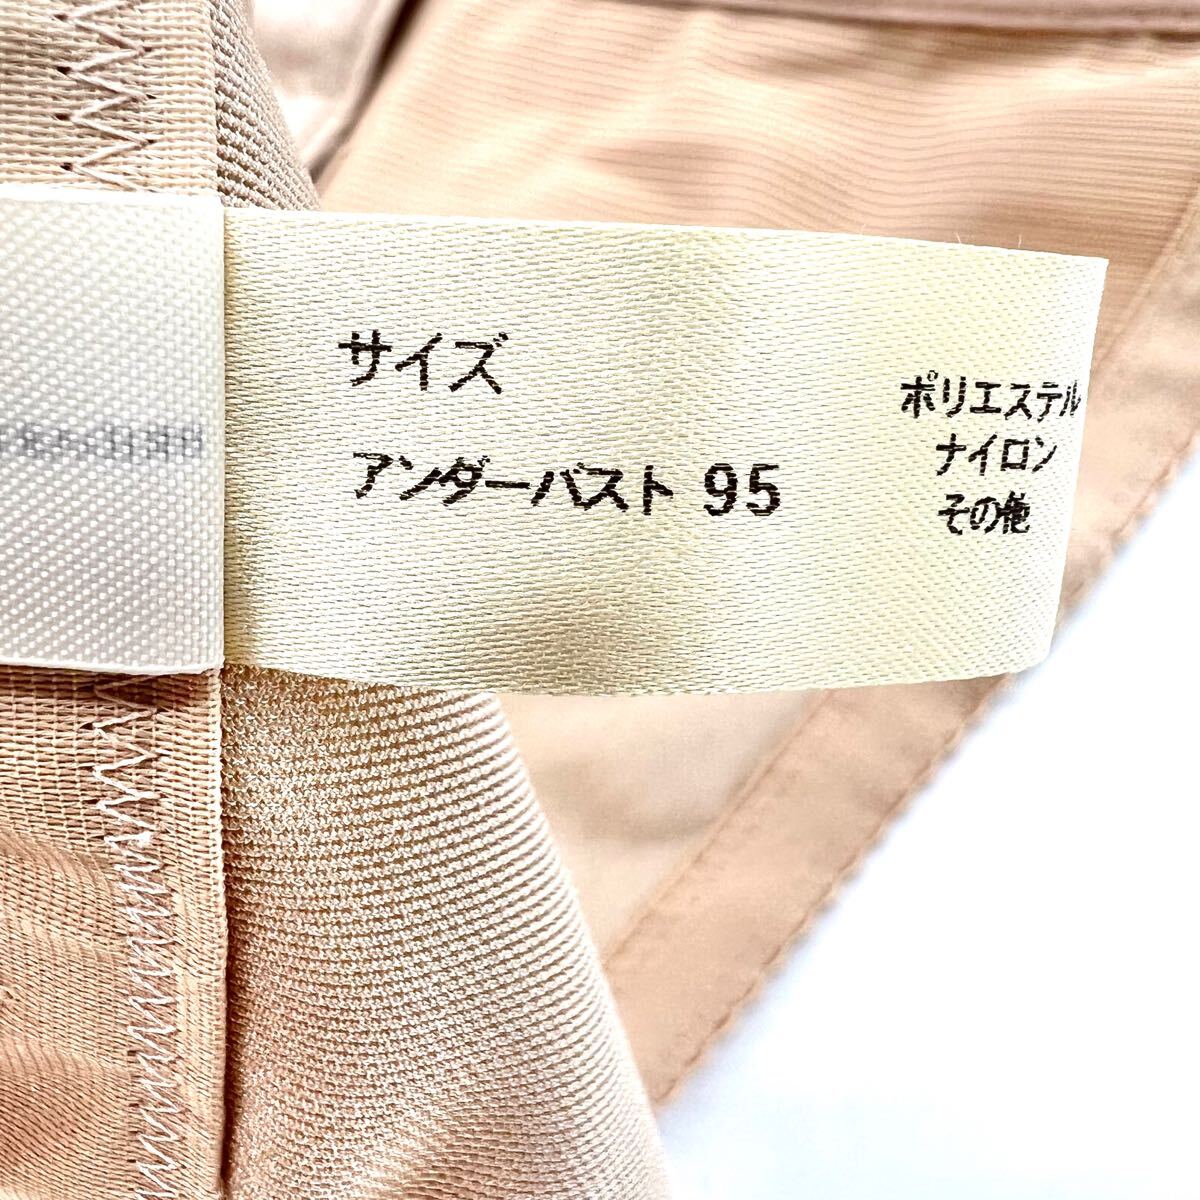 サイズ
アンダーバスト 95
ポリエステル
ナイロン
その他